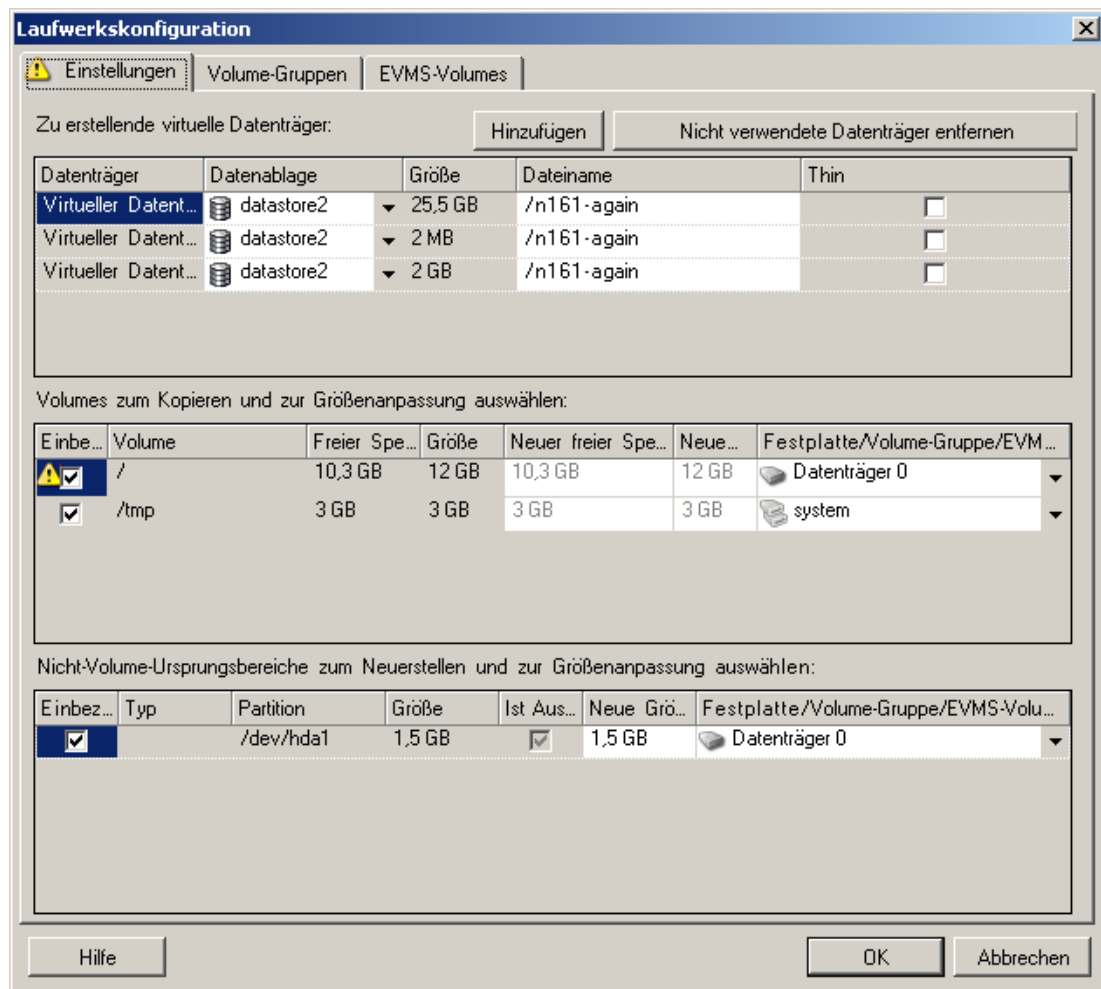 Laufwerkskonfiguration
Einstellungen Volume-Gruppen EVMS-Volumes
Zu erstellende virtuelle Datenträger: Hinzufügen Nicht verwendete Datenträger entfernen
Datenträger Datenablage Größe Dateiname Thin
Virtueller Datent... datastore2 25,5 GB /n161-again
Virtueller Datent... datastore2 2 MB /n161-again
Virtueller Datent... datastore2 2 GB /n161-again
Volumes zum Kopieren und zur Größenanpassung auswählen:
Einbe... Volume Freier Spe... Größe Neuer freier Spe... Neue... Festplatte/Volume-Gruppe/EVM...
/ 10,3 GB 12 GB 10,3 GB 12 GB Datenträger 0
/tmp 3 GB 3 GB 3 GB 3 GB system
Nicht-Volume-Ursprungsbereiche zum Neuerstellen und zur Größenanpassung auswählen:
Einbez... Typ Partition Größe Ist Aus... Neue Grö... Festplatte/Volume-Gruppe/EVMS-Volu...
/dev/hda1 1,5 GB 1,5 GB Datenträger 0
Hilfe OK Abbrechen